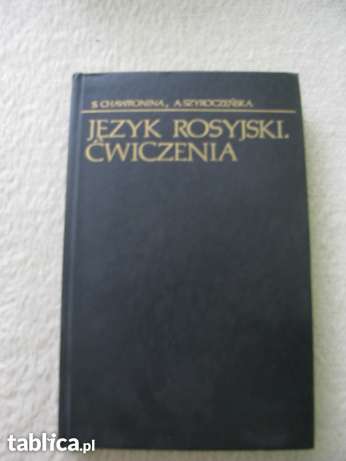 S. CHAWRONINA, A. SZYROCZEŃSKA
JĘZYK ROSYJSKI.
ĆWICZENIA
tablica.pl